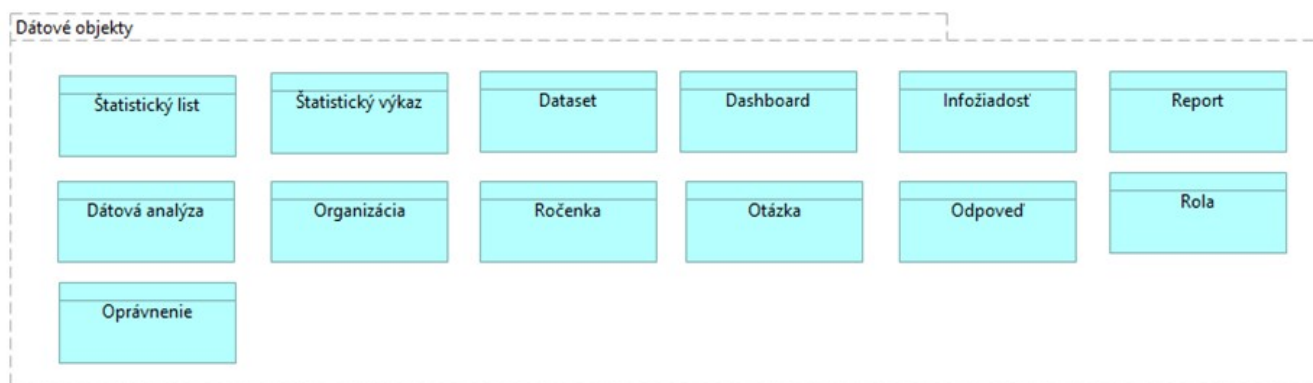 Dátové objekty
Štatistický list
Štatistický výkaz
Dataset
Dashboard
Infožiadosť
Report
Dátová analýza
Organizácia
Ročenka
Otázka
Odpoveď
Rola
Oprávnenie